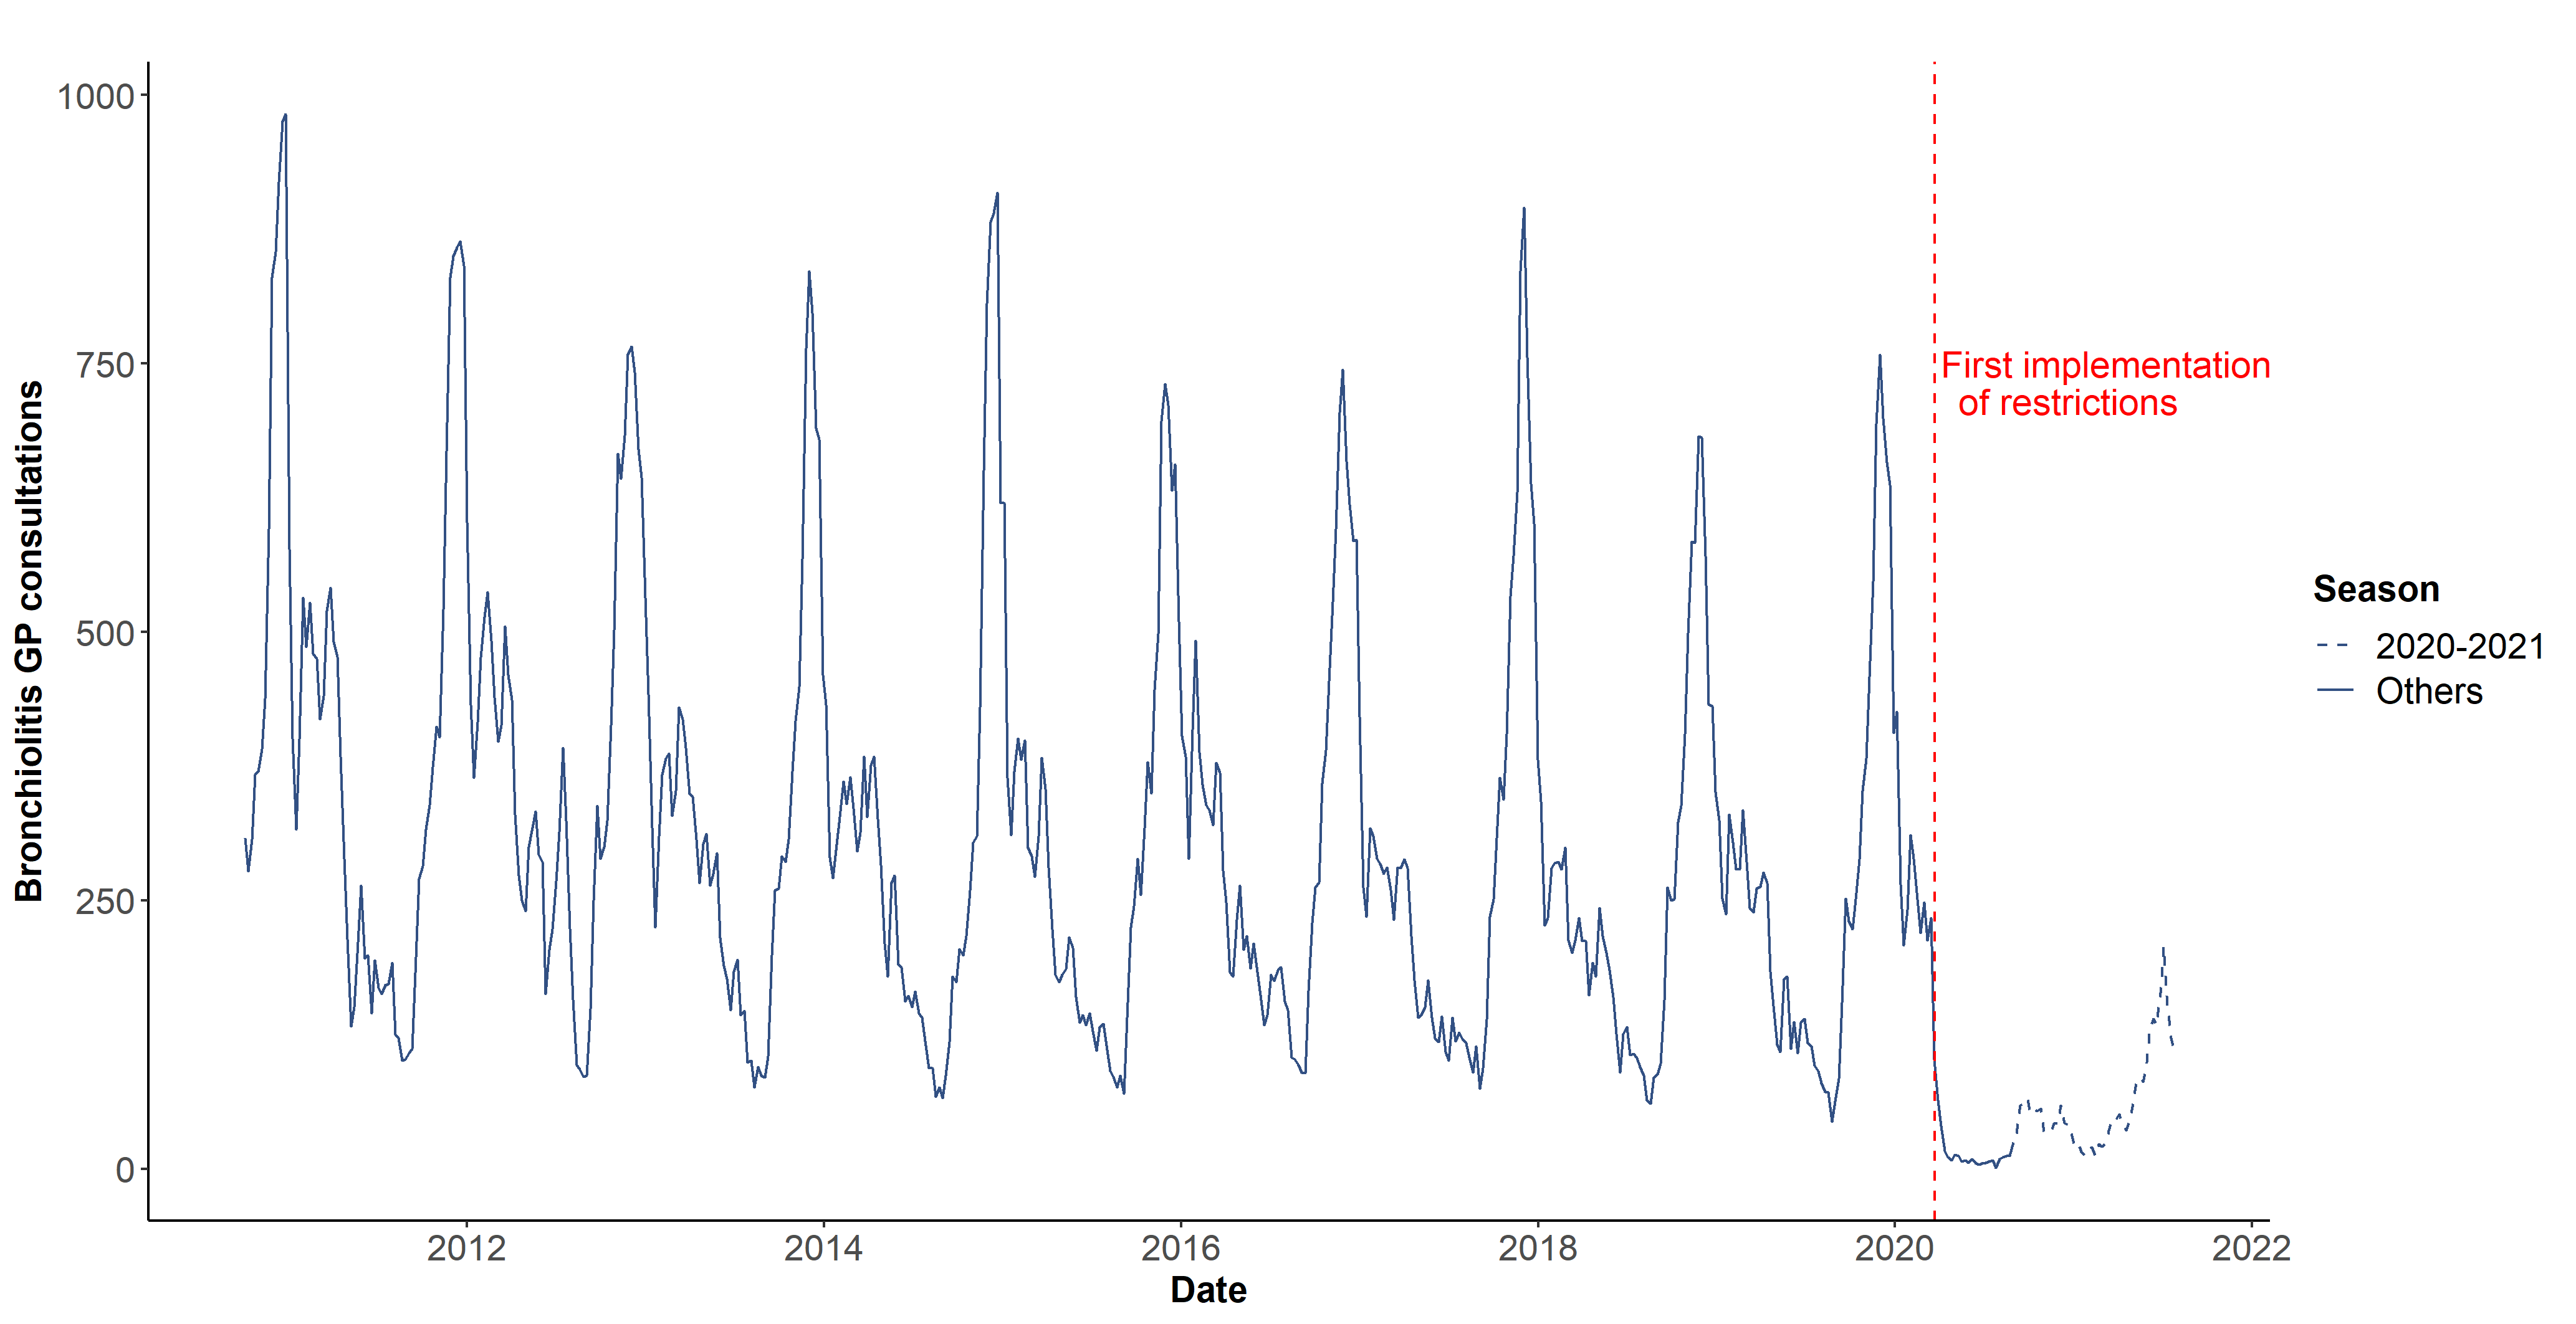 1000
750
500
250
0
Bronchiolitis GP consultations
2012
2014
2016
2018
2020
2022
Date
First implementation
of restrictions
Season
2020-2021
Others